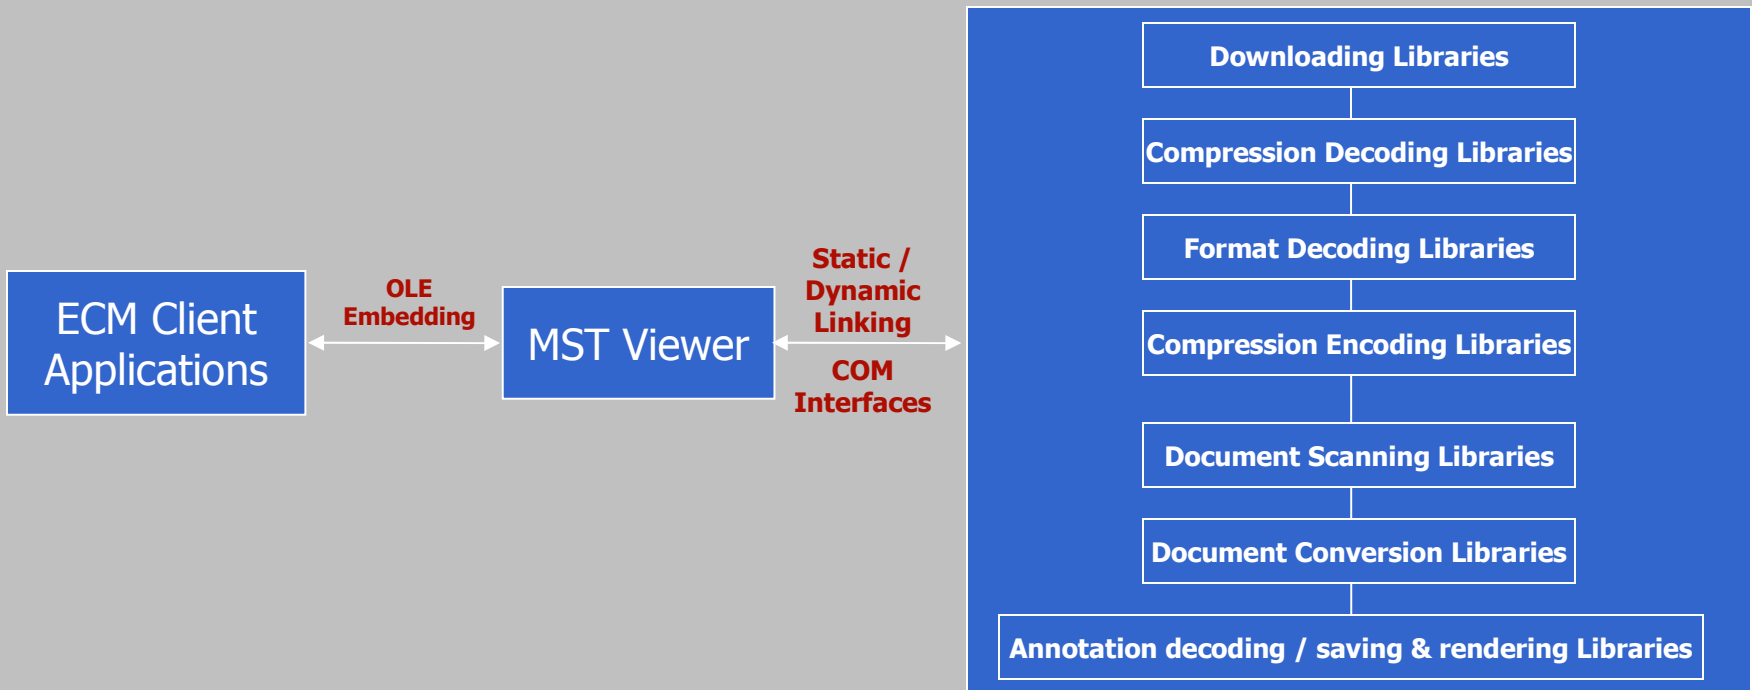 ECM Client
Applications
OLE
Embedding
MST Viewer
Static /
Dynamic
Linking
COM
Interfaces
Downloading Libraries
Compression Decoding Libraries
Format Decoding Libraries
Compression Encoding Libraries
Document Scanning Libraries
Document Conversion Libraries
Annotation decoding / saving & rendering Libraries